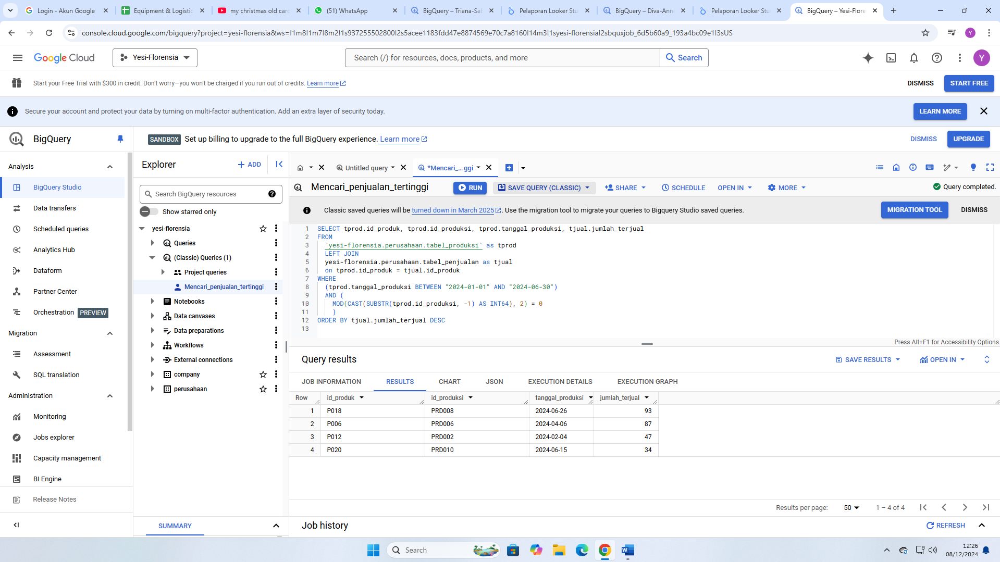 Login - Akun Google
Equipment & Logistic
my christmas old card
(51) WhatsApp
BigQuery – Triana-Sab
Pelaporan Looker Stu
BigQuery – Diva-Anna
Pelaporan Looker Stu
BigQuery – Yesi-Flore
console.cloud.google.com/bigquery?project=yesi-florensia&ws=!1m8!1m7!8m2!1s937255502800!2s5acee1183fdd47e8874569e70c7a8160!14m3!1syesi-florensia!2sbquxjob_6d5b60a9_193a4bc09e1!3sUS
Y
Google Cloud
Yesi-Florensia
Search (/) for resources, docs, products, and more
Search
Y
Start your Free Trial with $300 in credit. Don't worry—you won't be charged if you run out of credits. Learn more
DISMISS
START FREE
Secure your account and protect your data by turning on multi-factor authentication. Add an extra layer of security today.
LEARN MORE
BigQuery
SANDBOX Set up billing to upgrade to the full BigQuery experience. Learn more
DISMISS
UPGRADE
Analysis
BigQuery Studio
Data transfers
Scheduled queries
Analytics Hub
Dataform
Partner Center
Orchestration PREVIEW
Migration
Assessment
SQL translation
Administration
Monitoring
Jobs explorer
Capacity management
BI Engine
Release Notes
Explorer
+ ADD
Search BigQuery resources
Show starred only
yesi-florensia
Queries
(Classic) Queries (1)
Project queries
Mencari_penjualan_tertinggi
Notebooks
Data canvases
Data preparations
Workflows
External connections
company
perusahaan
SUMMARY
Untitled query
*Mencari_...ggi
Mencari_penjualan_tertinggi
RUN
SAVE QUERY (CLASSIC)
SHARE
SCHEDULE
OPEN IN
MORE
Query completed.
Classic saved queries will be turned down in March 2025. Use the migration tool to migrate your queries to Bigquery Studio saved queries.
MIGRATION TOOL
DISMISS
1 SELECT tprod.id_produk, tprod.id_produksi, tprod.tanggal_produksi, tjual.jumlah_terjual
2 FROM
3 `yesi-florensia.perusahaan.tabel_produksi` as tprod
4 LEFT JOIN
5 yesi-florensia.perusahaan.tabel_penjualan as tjual
6 on tprod.id_produk = tjual.id_produk
7 WHERE
8 (tprod.tanggal_produksi BETWEEN "2024-01-01" AND "2024-06-30")
9 AND (
10 MOD(CAST(SUBSTR(tprod.id_produksi, -1) AS INT64), 2) = 0
11 )
12 ORDER BY tjual.jumlah_terjual DESC
13
Press Alt+F1 for Accessibility Options.
Query results
SAVE RESULTS
OPEN IN
JOB INFORMATION
RESULTS
CHART
JSON
EXECUTION DETAILS
EXECUTION GRAPH
Row id_produk id_produksi tanggal_produksi jumlah_terjual
1 P018 PRD008 2024-06-26 93
2 P006 PRD006 2024-04-06 87
3 P012 PRD002 2024-02-04 47
4 P020 PRD010 2024-06-15 34
Results per page: 50 1 – 4 of 4
Job history
REFRESH
Search
12:26
08/12/2024